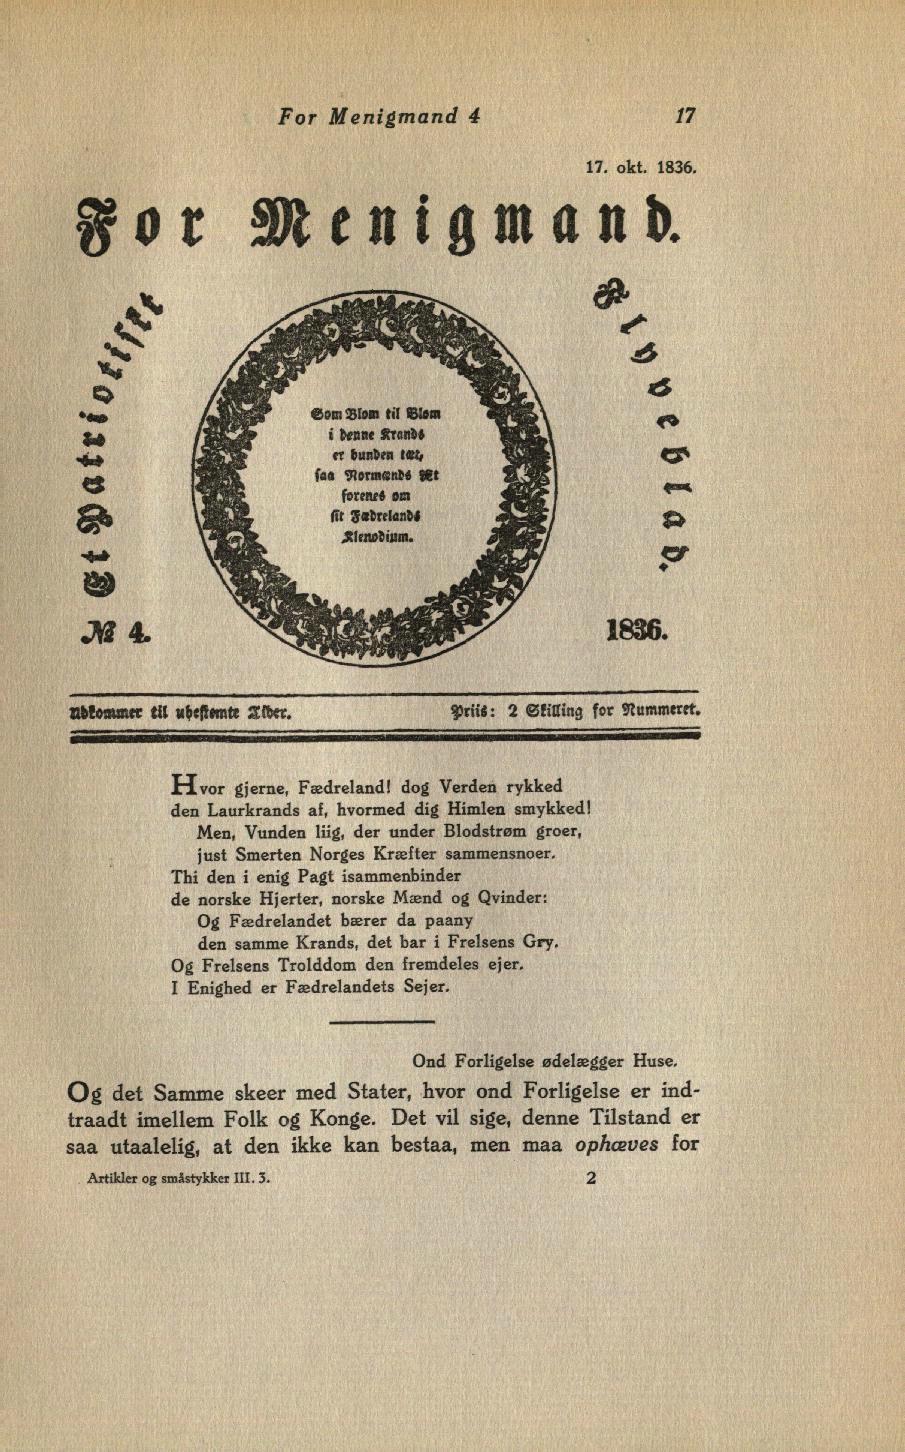 For Menigmand 4 17
17. okt. 1836.
For Menigmand.
Et Patriotiskt
Flyveblad.
Som Blom til Blom
i denne Krands
er bunden tæt,
saa Normænds Æt
forenes om
sit Fædrelands
Klenodium.
№ 4.
1836.
Udkommer til ubestemte Tider. Priis: 2 Skilling for Nummeret.
Hvor gjerne, Fædreland! dog Verden rykked
den Laurkrands af, hvormed dig Himlen smykked!
Men, Vunden liig, der under Blodstrøm groer,
just Smerten Norges Kræfter sammensnoer.
Thi den i enig Pagt isammenbinder
de norske Hjerter, norske Mænd og Qvinder:
Og Fædrelandet bærer da paany
den samme Krands, det bar i Frelsens Gry.
Og Frelsens Trolddom den fremdeles ejer.
I Enighed er Fædrelandets Sejer.
Ond Forligelse ødelægger Huse.
Og det Samme skeer med Stater, hvor ond Forligelse er ind-
traadt imellem Folk og Konge. Det vil sige, denne Tilstand er
saa utaalelig, at den ikke kan bestaa, men maa ophæves for
Artikler og småstykker III. 3. 2